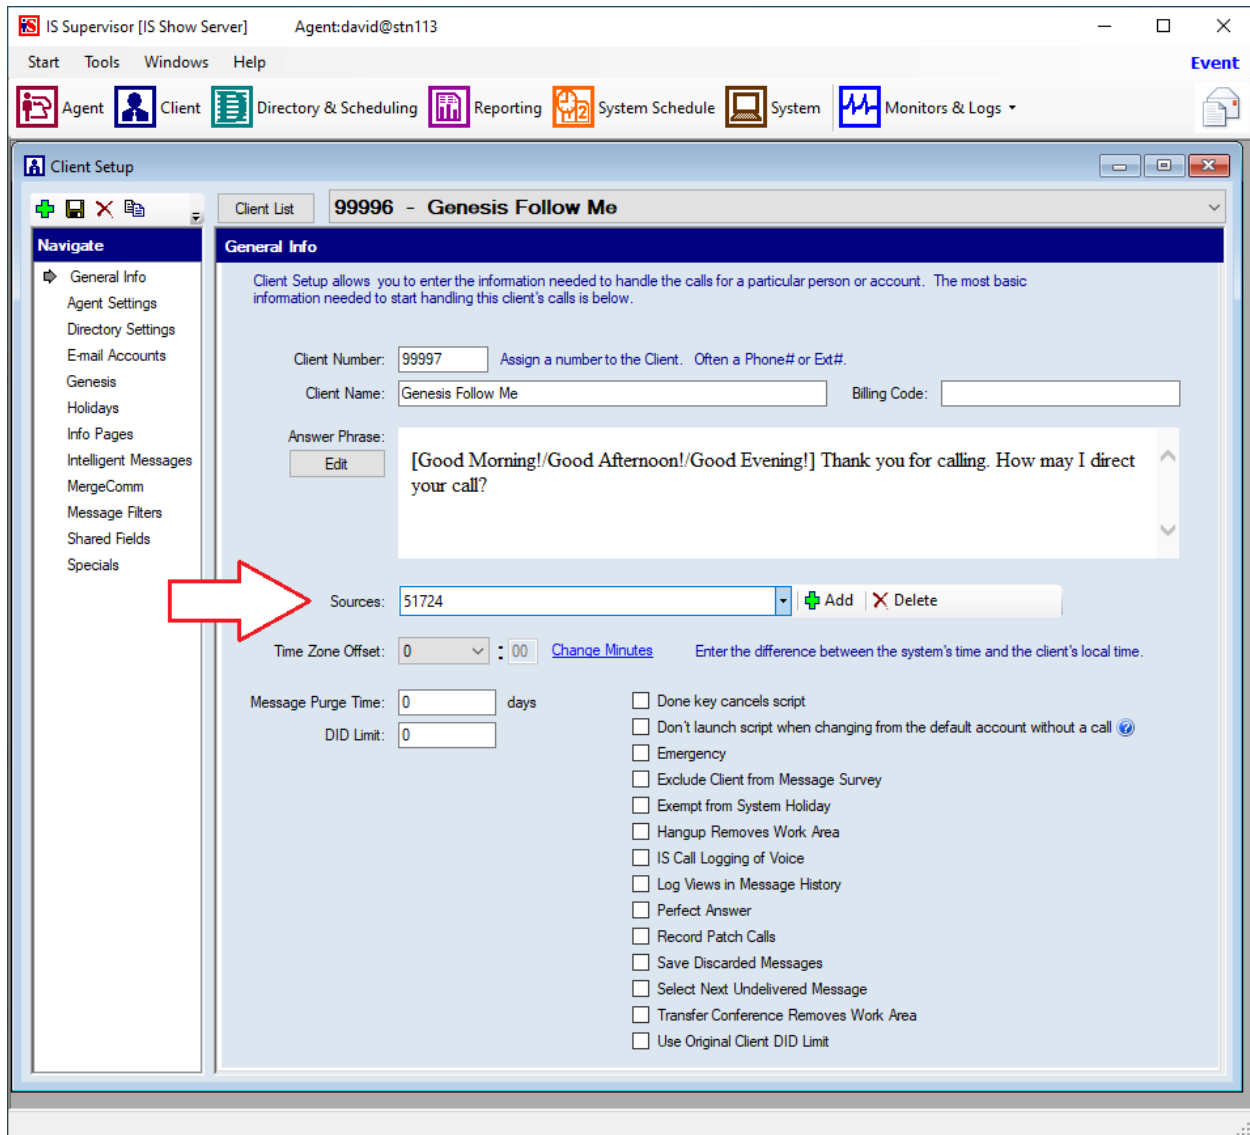 IS Supervisor [IS Show Server] Agent:david@stn113
Start Tools Windows Help Event
Agent Client Directory & Scheduling Reporting System Schedule System Monitors & Logs
Client Setup
Client List 99996 - Genesis Follow Me
Navigate
General Info
Agent Settings
Directory Settings
E-mail Accounts
Genesis
Holidays
Info Pages
Intelligent Messages
MergeComm
Message Filters
Shared Fields
Specials
General Info
Client Setup allows you to enter the information needed to handle the calls for a particular person or account. The most basic
information needed to start handling this client's calls is below.
Client Number: 99997 Assign a number to the Client. Often a Phone# or Ext#.
Client Name: Genesis Follow Me Billing Code:
Answer Phrase:
Edit
[Good Morning!/Good Afternoon!/Good Evening!] Thank you for calling. How may I direct
your call?
Sources: 51724 Add Delete
Time Zone Offset: 0 : 00 Change Minutes Enter the difference between the system's time and the client's local time.
Message Purge Time: 0 days
DID Limit: 0
Done key cancels script
Don't launch script when changing from the default account without a call ?
Emergency
Exclude Client from Message Survey
Exempt from System Holiday
Hangup Removes Work Area
IS Call Logging of Voice
Log Views in Message History
Perfect Answer
Record Patch Calls
Save Discarded Messages
Select Next Undelivered Message
Transfer Conference Removes Work Area
Use Original Client DID Limit